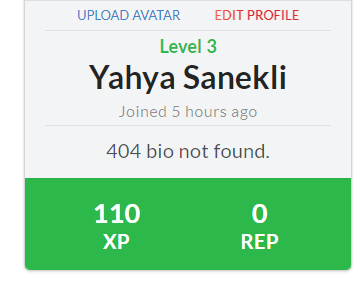 UPLOAD AVATAR EDIT PROFILE
Level 3
Yahya Sanekli
Joined 5 hours ago
404 bio not found.
110 0
XP REP